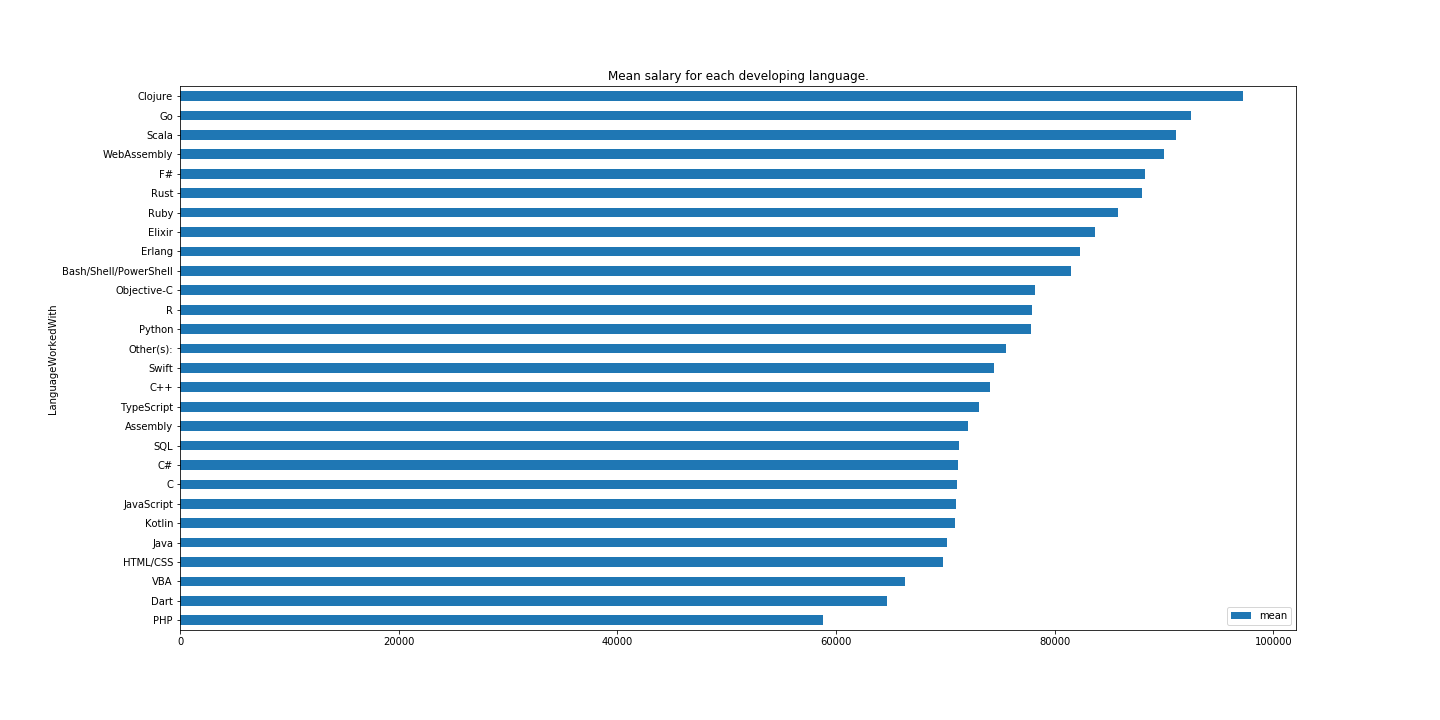 Mean salary for each developing language.
LanguageWorkedWith
Clojure
Go
Scala
WebAssembly
F#
Rust
Ruby
Elixir
Erlang
Bash/Shell/PowerShell
Objective-C
R
Python
Other(s):
Swift
C++
TypeScript
Assembly
SQL
C#
C
JavaScript
Kotlin
Java
HTML/CSS
VBA
Dart
PHP
mean
0 20000 40000 60000 80000 100000